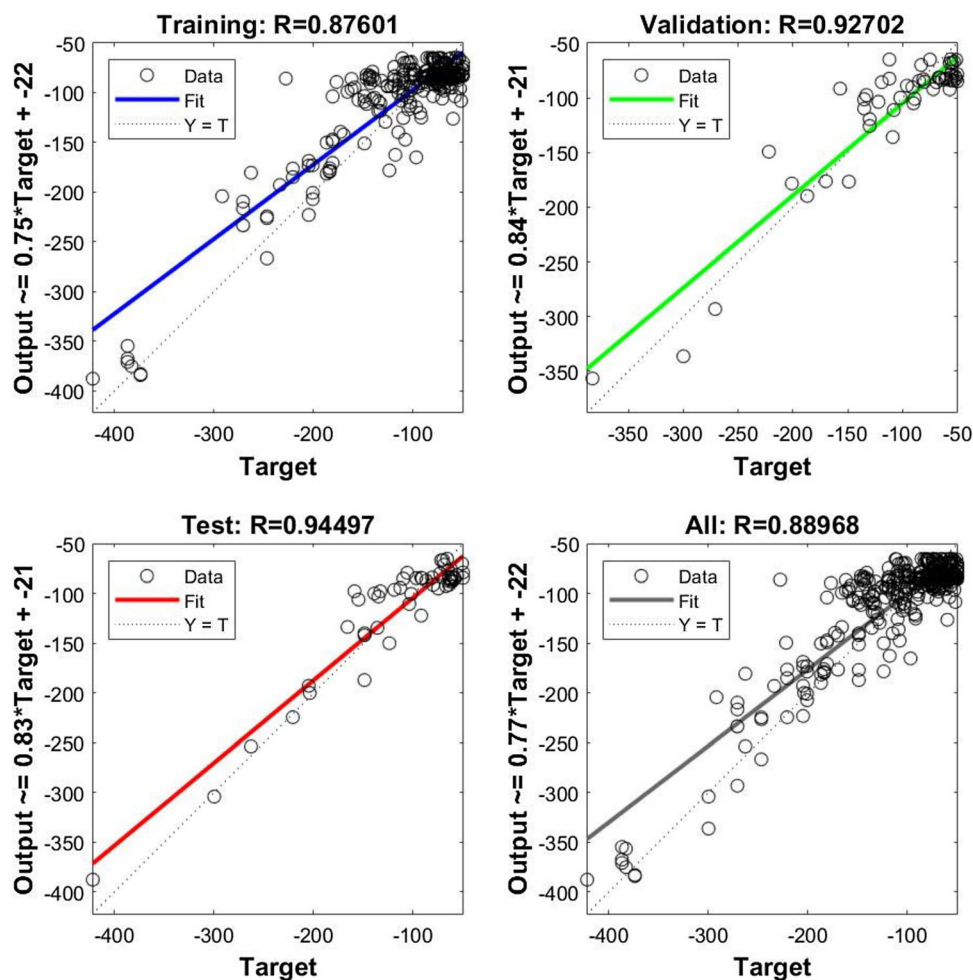 Training: R=0.87601
Output ~= 0.75*Target + -22
-50
-100
-150
-200
-250
-300
-350
-400
Data
Fit
Y = T
-400
-300
-200
-100
Target
Validation: R=0.92702
Output ~= 0.84*Target + -21
-50
-100
-150
-200
-250
-300
-350
Data
Fit
Y = T
-350
-300
-250
-200
-150
-100
-50
Target
Test: R=0.94497
Output ~= 0.83*Target + -21
-50
-100
-150
-200
-250
-300
-350
-400
Data
Fit
Y = T
-400
-300
-200
-100
Target
All: R=0.88968
Output ~= 0.77*Target + -22
-50
-100
-150
-200
-250
-300
-350
-400
Data
Fit
Y = T
-400
-300
-200
-100
Target